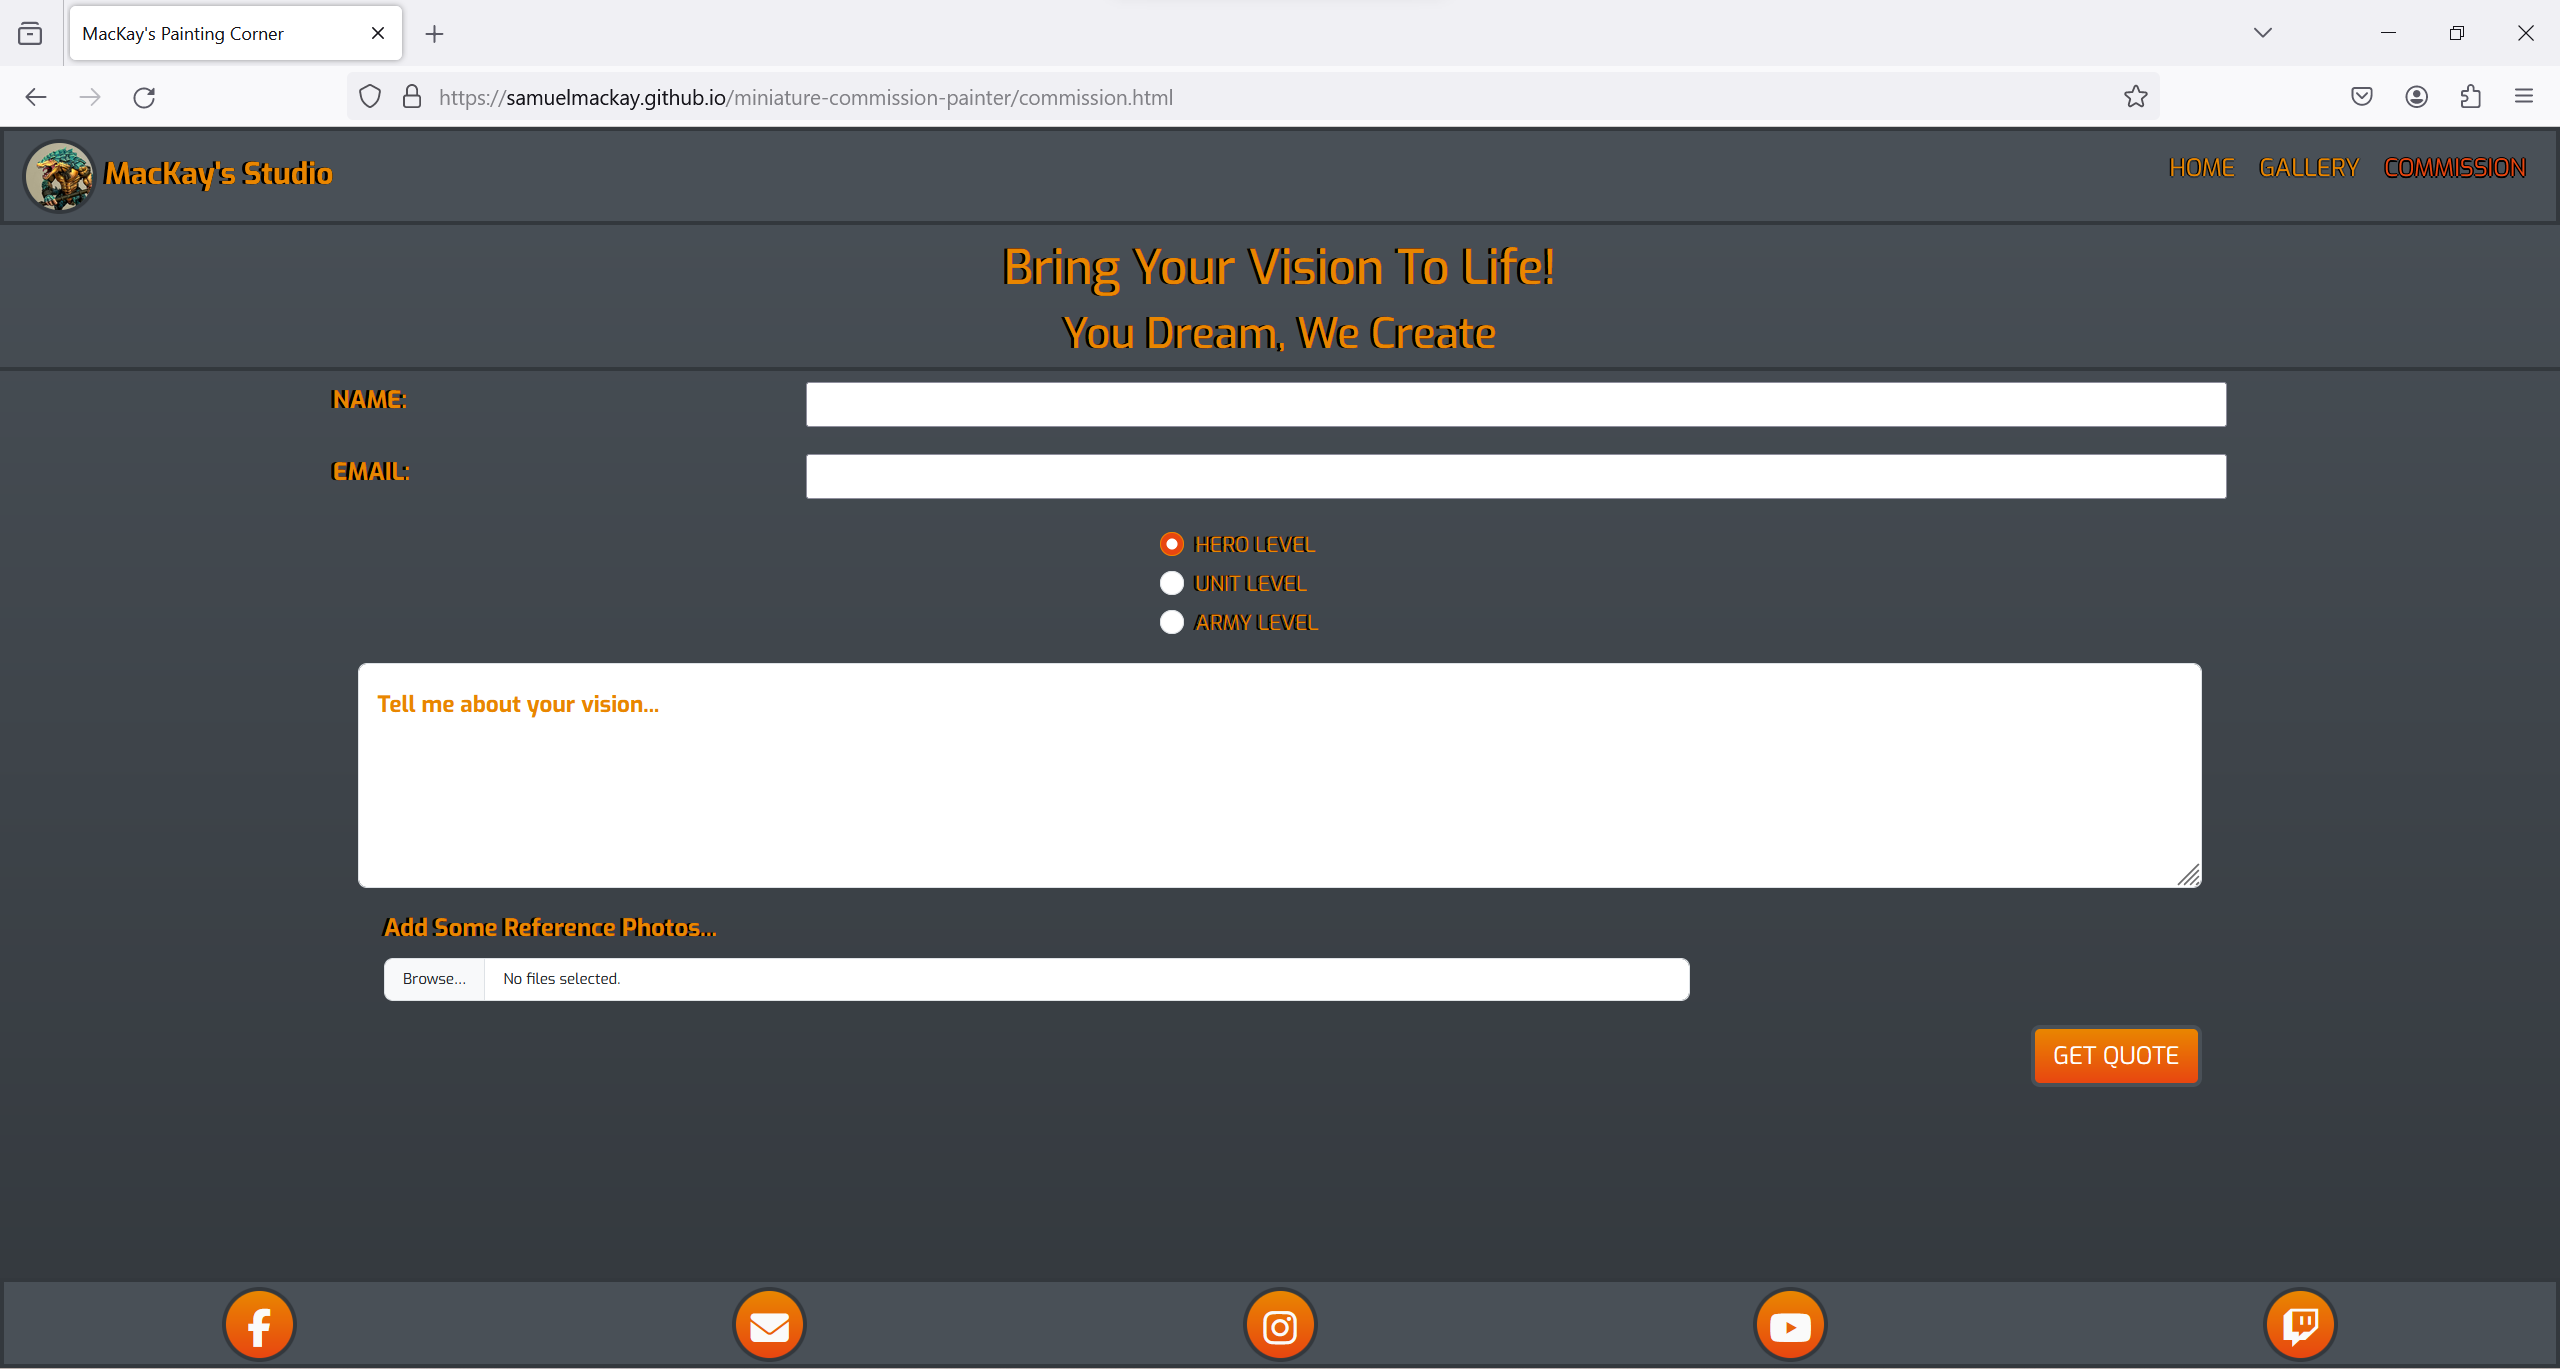 MacKay's Painting Corner
https://samuelmackay.github.io/miniature-commission-painter/commission.html
MacKay's Studio
HOME GALLERY COMMISSION
Bring Your Vision To Life!
You Dream, We Create
NAME:
EMAIL:
HERO LEVEL
UNIT LEVEL
ARMY LEVEL
Tell me about your vision...
Add Some Reference Photos...
Browse... No files selected.
GET QUOTE